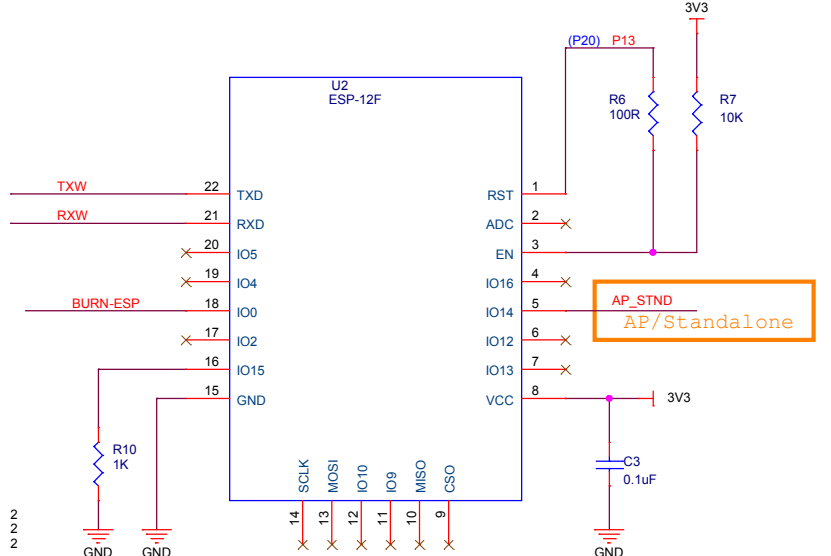 3V3
(P20) P13
U2
ESP-12F
R6
100R
R7
10K
TXW
22
TXD
RST
1
RXW
21
RXD
ADC
2
20
IO5
EN
3
19
IO4
IO16
4
BURN-ESP
18
IO0
IO14
5
AP_STND
AP/Standalone
17
IO2
IO12
6
16
IO15
IO13
7
15
GND
VCC
8
3V3
R10
1K
SCLK
MOSI
IO10
IO9
MISO
CSO
C3
0.1uF
14
13
12
11
10
9
2
2
2
GND
GND
GND